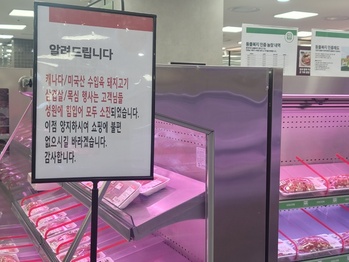 알려드립니다
캐나다/미국산 수입육 돼지고기
삼겹살/목심 행사는 고객님들
성원에 힘입어 모두 소진되었습니다.
이점 양지하시어 쇼핑에 불편
없으시길 바라겠습니다.
감사합니다.